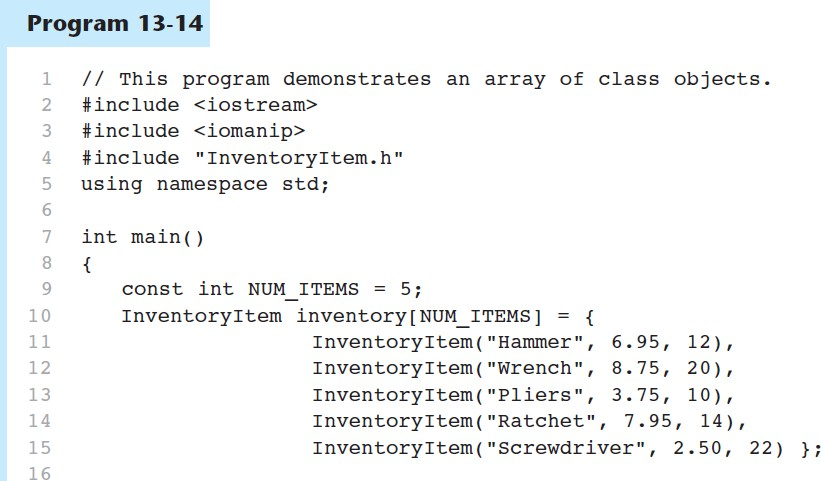 Program 13-14
1 // This program demonstrates an array of class objects.
2 #include <iostream>
3 #include <iomanip>
4 #include "InventoryItem.h"
5 using namespace std;
6
7 int main()
8 {
9 const int NUM_ITEMS = 5;
10 InventoryItem inventory[NUM_ITEMS] = {
11 InventoryItem("Hammer", 6.95, 12),
12 InventoryItem("Wrench", 8.75, 20),
13 InventoryItem("Pliers", 3.75, 10),
14 InventoryItem("Ratchet", 7.95, 14),
15 InventoryItem("Screwdriver", 2.50, 22) };
16